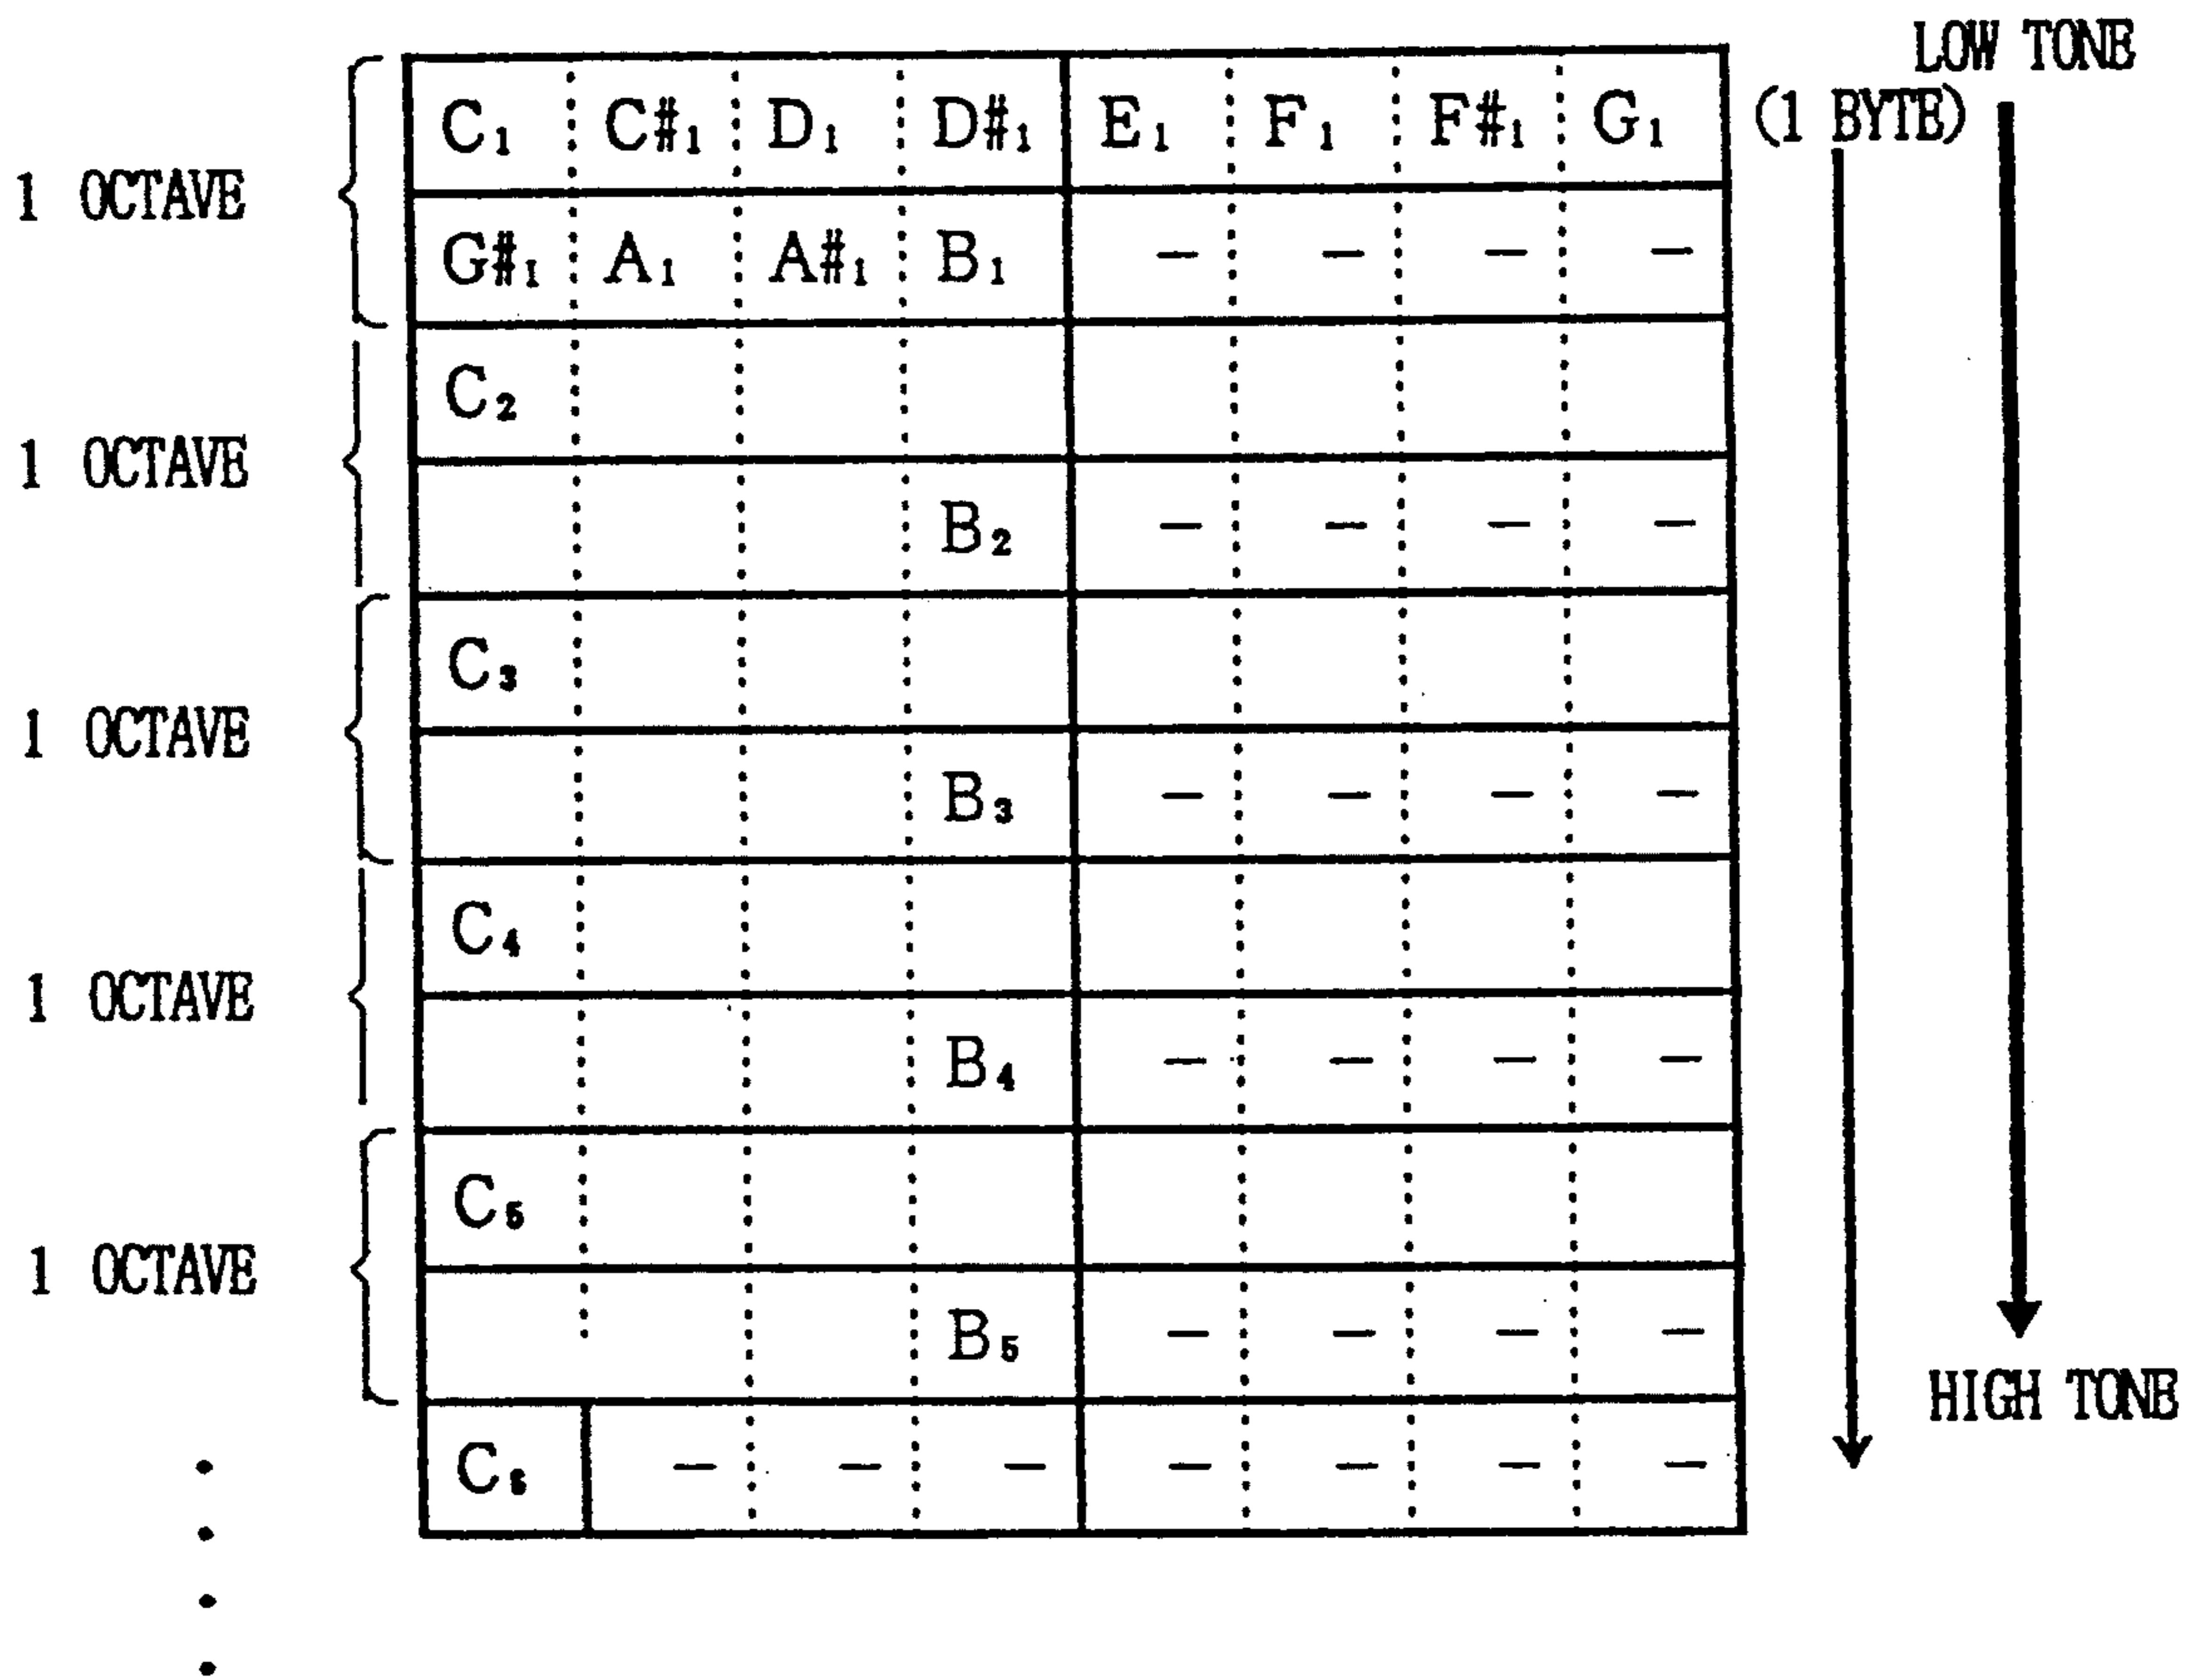 LOW TONE
C₁ C#₁ D₁ D#₁ E₁ F₁ F#₁ G₁ (1 BYTE)
1 OCTAVE
G#₁ A₁ A#₁ B₁ – – – –
C₂
1 OCTAVE
B₂ – – – –
C₃
1 OCTAVE
B₃ – – – –
C₄
1 OCTAVE
B₄ – – – –
C₅
1 OCTAVE
B₅ – – – –
HIGH TONE
C₆ – – – – – – –